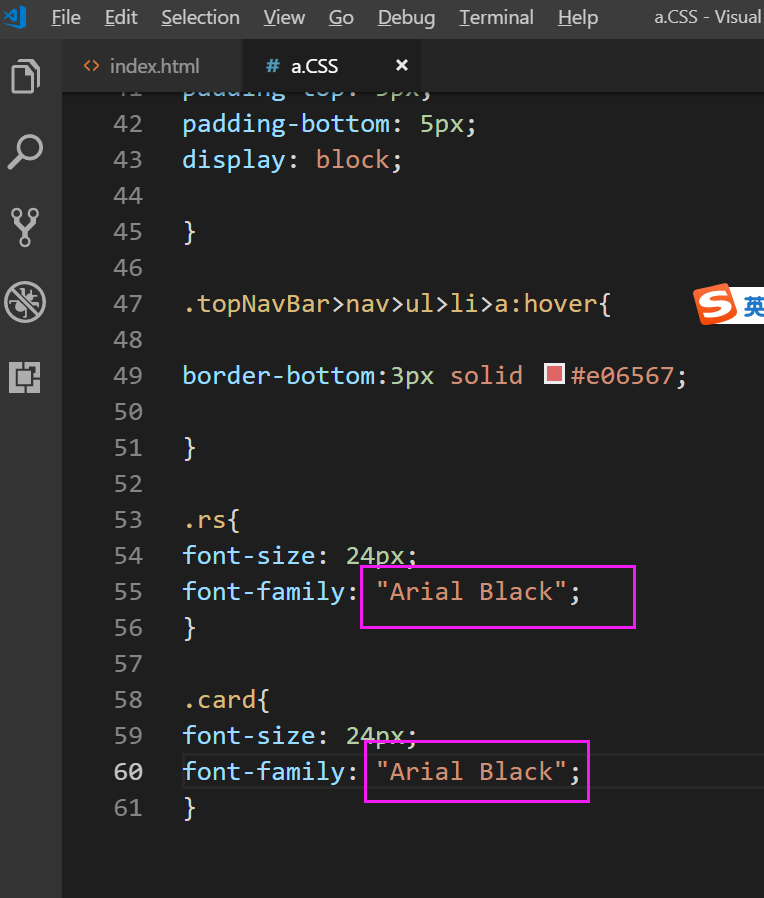 File Edit Selection View Go Debug Terminal Help a.CSS - Visual
<> index.html # a.CSS ×
41 padding-top: 5px;
42 padding-bottom: 5px;
43 display: block;
44
45 }
46
47 .topNavBar>nav>ul>li>a:hover{
48
49 border-bottom:3px solid #e06567;
50
51 }
52
53 .rs{
54 font-size: 24px;
55 font-family: "Arial Black";
56 }
57
58 .card{
59 font-size: 24px;
60 font-family: "Arial Black";
61 }
S 英